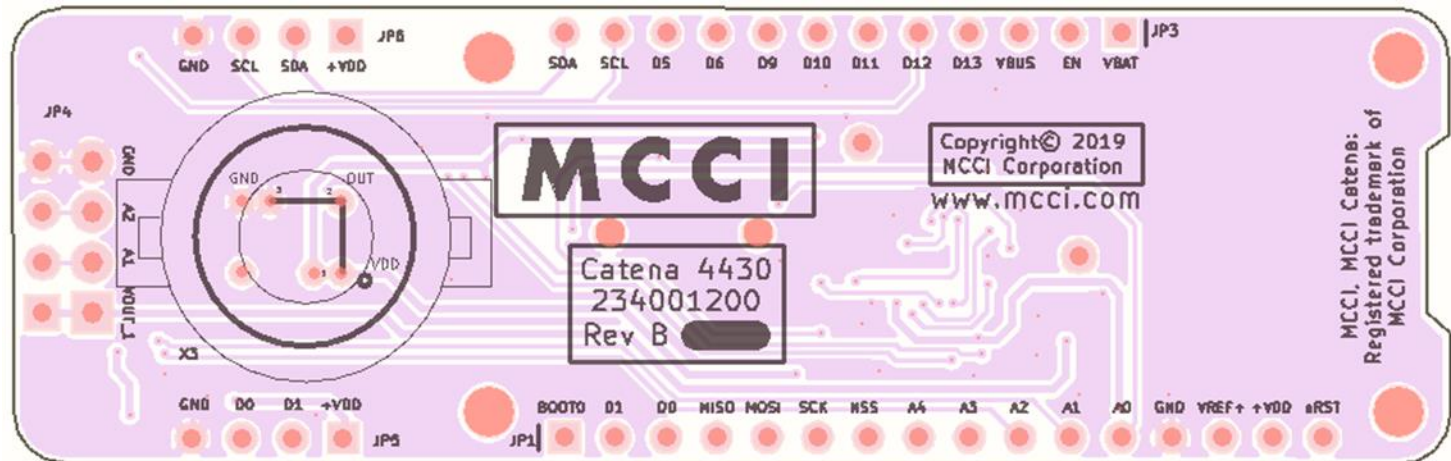 JP6
GND SCL SDA +VDD
SDA SCL D5 D6 D9 D10 D11 D12 D13 VBUS EN VBAT
JP3
JP4
GND
A2
A1
VOUT_1
GND
3
2
OUT
1
VDD
X3
MCCI
Copyright© 2019
MCCI Corporation
www.mcci.com
Catena 4430
234001200
Rev B
MCCI, MCCI Catena:
Registered trademark of
MCCI Corporation
GND D0 D1 +VDD
JP5
JP1
BOOT0 D1 D0 MISO MOSI SCK NSS A4 A3 A2 A1 A0 GND VREF+ +VDD nRST